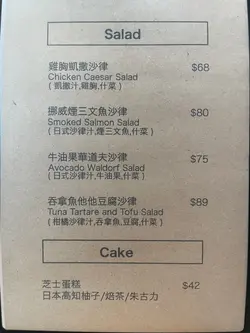 Salad
雞胸凱撒沙律 $68
Chicken Caesar Salad
( 凱撒汁,雞胸,什菜 )
挪威煙三文魚沙律 $80
Smoked Salmon Salad
( 日式沙律汁,煙三文魚,什菜 )
牛油果華道夫沙律 $75
Avocado Waldorf Salad
( 日式沙律汁,牛油果,什菜 )
吞拿魚他他豆腐沙律 $89
Tuna Tartare and Tofu Salad
( 柑橘沙律汁,吞拿魚,豆腐,什菜 )
Cake
芝士蛋糕 $42
日本高知柚子/焙茶/朱古力